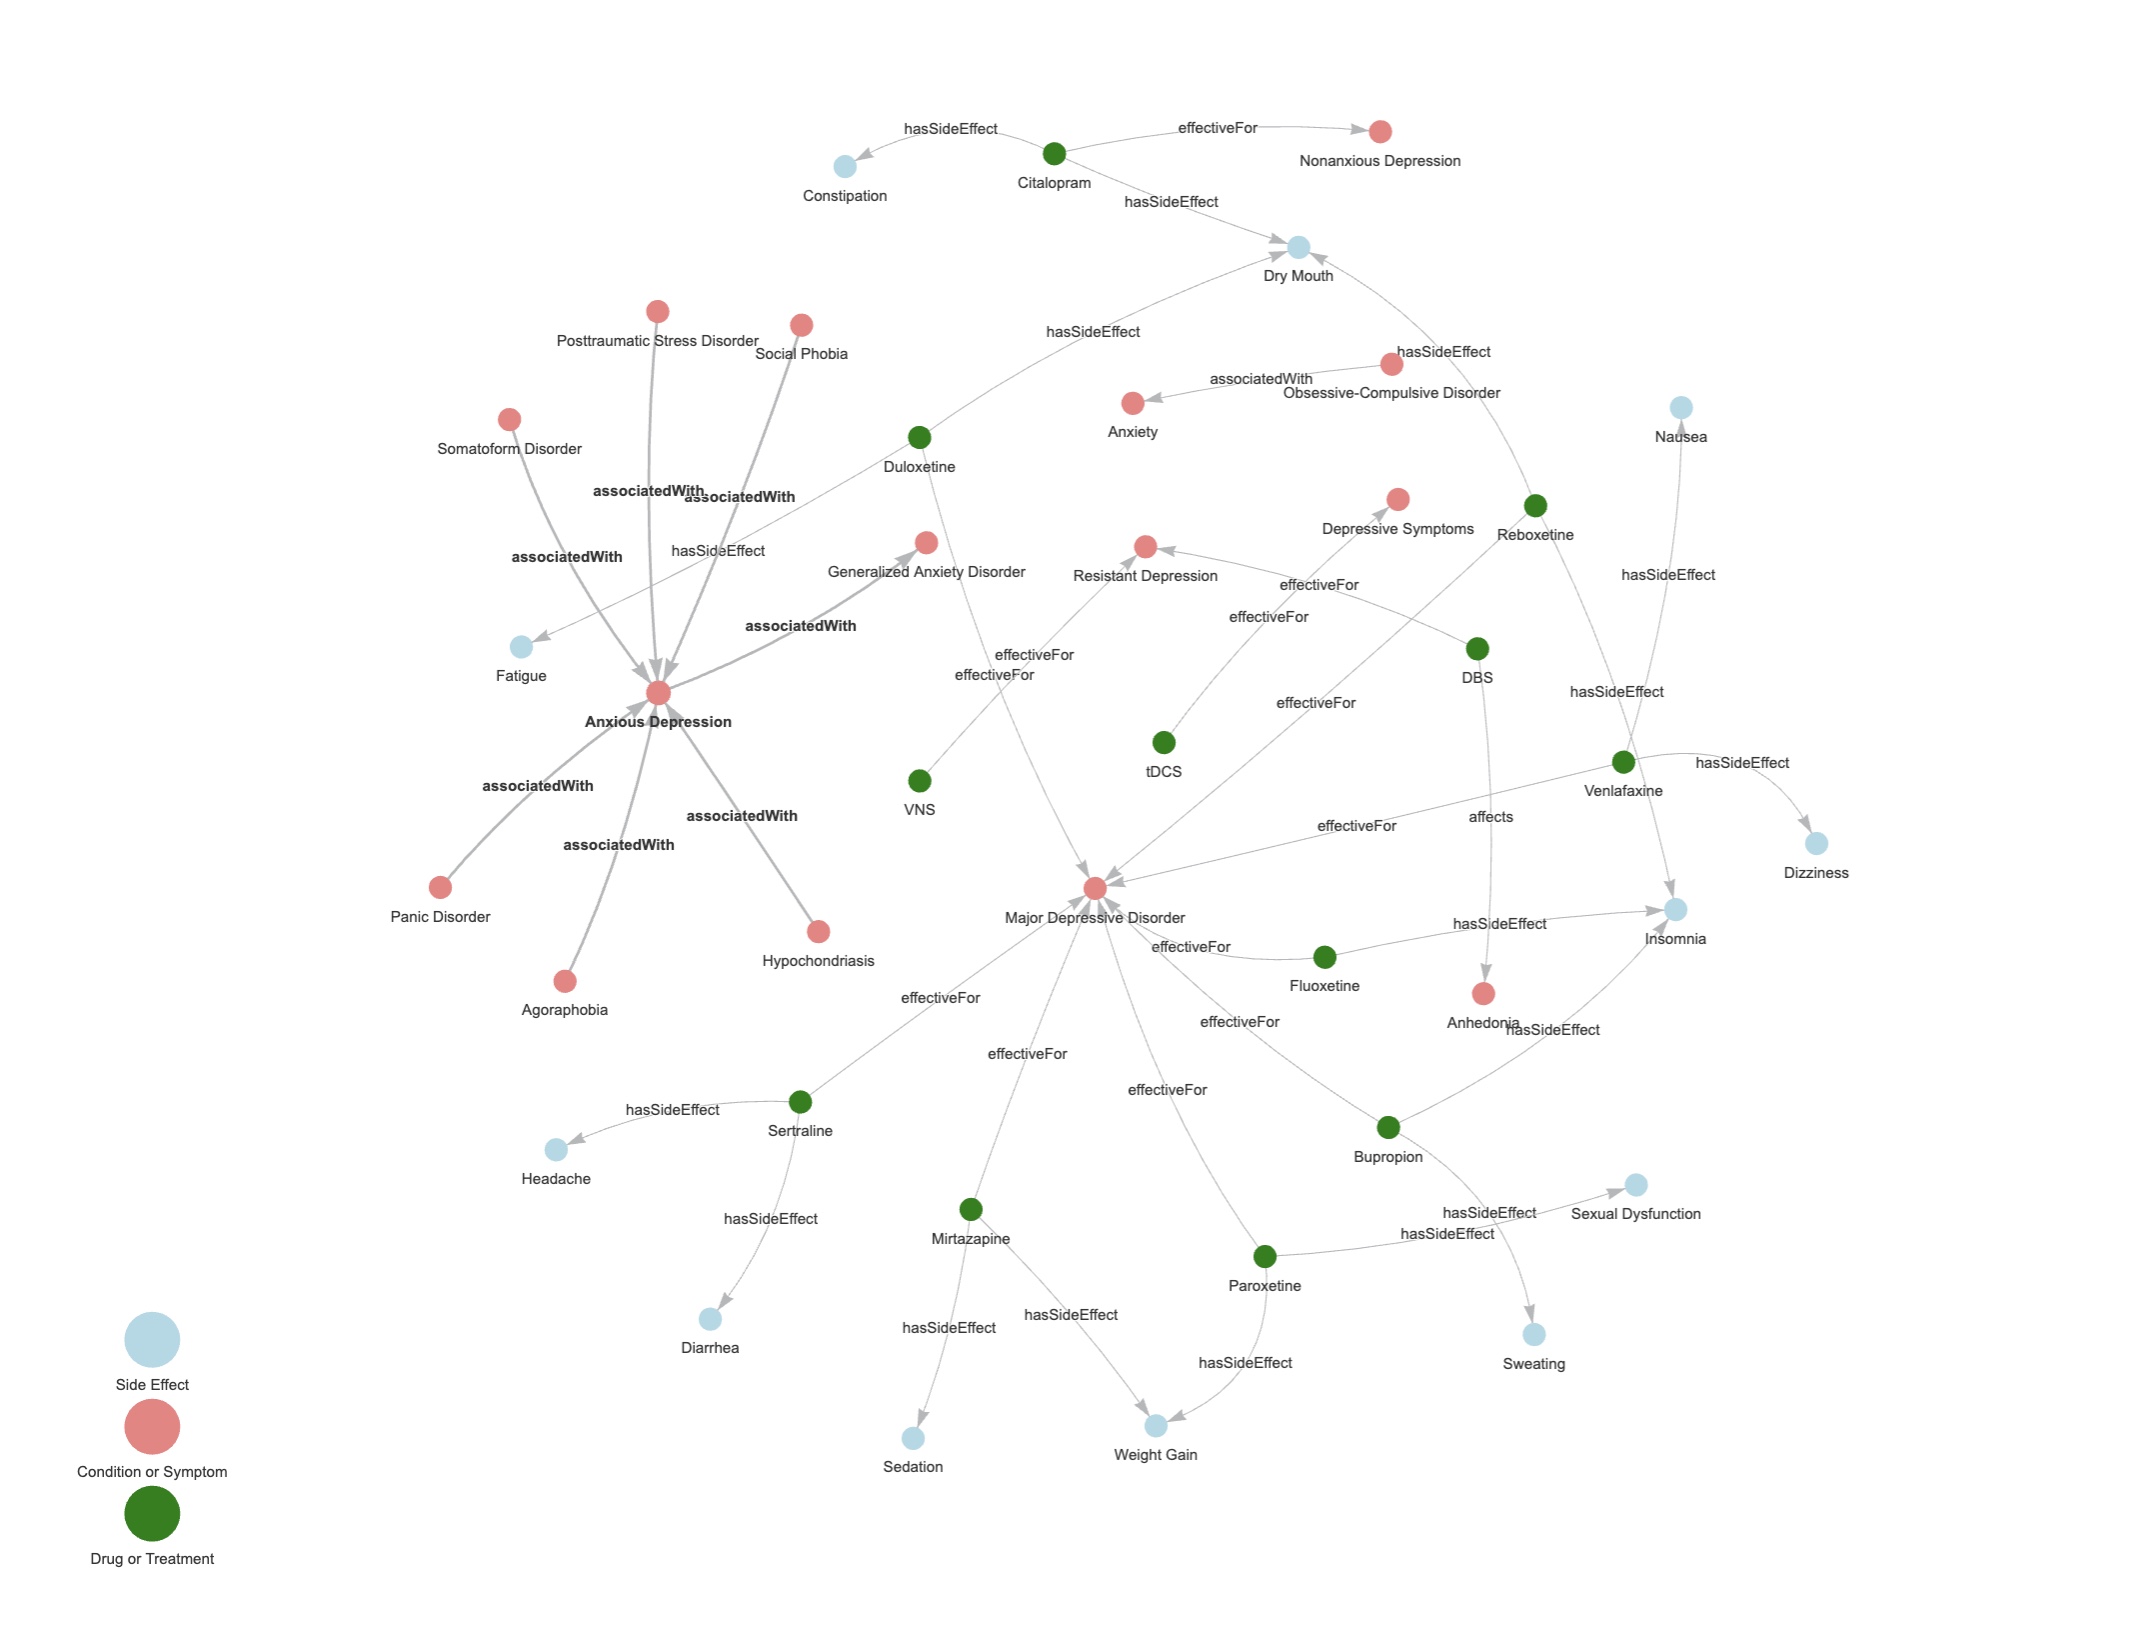 hasSideEffect
effectiveFor
Nonanxious Depression
Constipation
Citalopram
hasSideEffect
Dry Mouth
Posttraumatic Stress Disorder
Social Phobia
hasSideEffect
hasSideEffect
associatedWith
Obsessive-Compulsive Disorder
Anxiety
Nausea
Somatoform Disorder
Duloxetine
associatedWith
associatedWith
Depressive Symptoms
Reboxetine
associatedWith
hasSideEffect
Generalized Anxiety Disorder
Resistant Depression
effectiveFor
hasSideEffect
associatedWith
effectiveFor
effectiveFor
effectiveFor
Fatigue
DBS
hasSideEffect
effectiveFor
Anxious Depression
tDCS
hasSideEffect
associatedWith
VNS
Venlafaxine
associatedWith
effectiveFor
affects
associatedWith
Dizziness
Panic Disorder
Major Depressive Disorder
hasSideEffect
Insomnia
effectiveFor
Hypochondriasis
Fluoxetine
Agoraphobia
effectiveFor
effectiveFor
Anhedonia
hasSideEffect
effectiveFor
effectiveFor
hasSideEffect
Sertraline
Bupropion
Headache
hasSideEffect
Mirtazapine
hasSideEffect
hasSideEffect
Sexual Dysfunction
Paroxetine
hasSideEffect
hasSideEffect
Diarrhea
hasSideEffect
Sweating
Weight Gain
Sedation
Side Effect
Condition or Symptom
Drug or Treatment